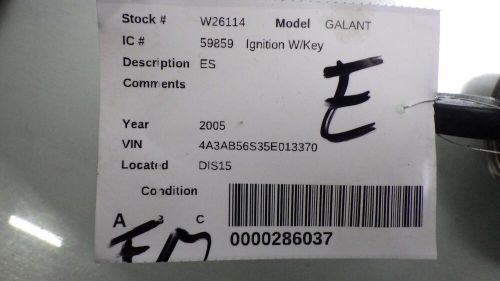 Stock # W26114 Model GALANT
IC # 59859 Ignition W/Key
Description ES
Comments
E
Year 2005
VIN 4A3AB56S35E013370
Located DIS15
Condition
A B C
0000286037